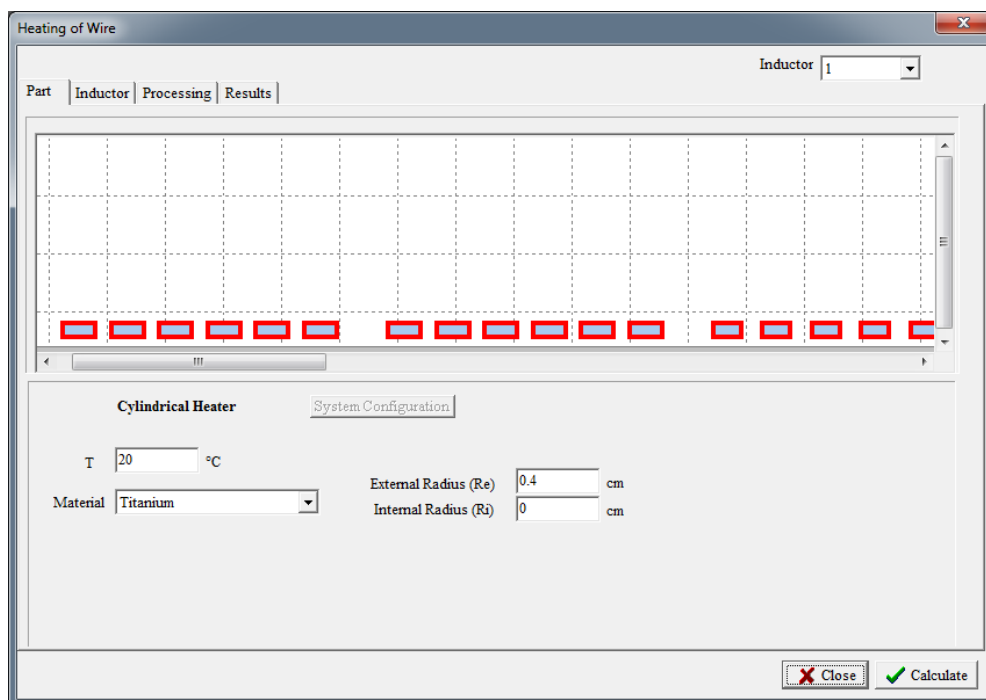 Heating of Wire
Inductor 1
Part Inductor Processing Results
Cylindrical Heater System Configuration
T 20 °C
Material Titanium
External Radius (Re) 0.4 cm
Internal Radius (Ri) 0 cm
Close Calculate